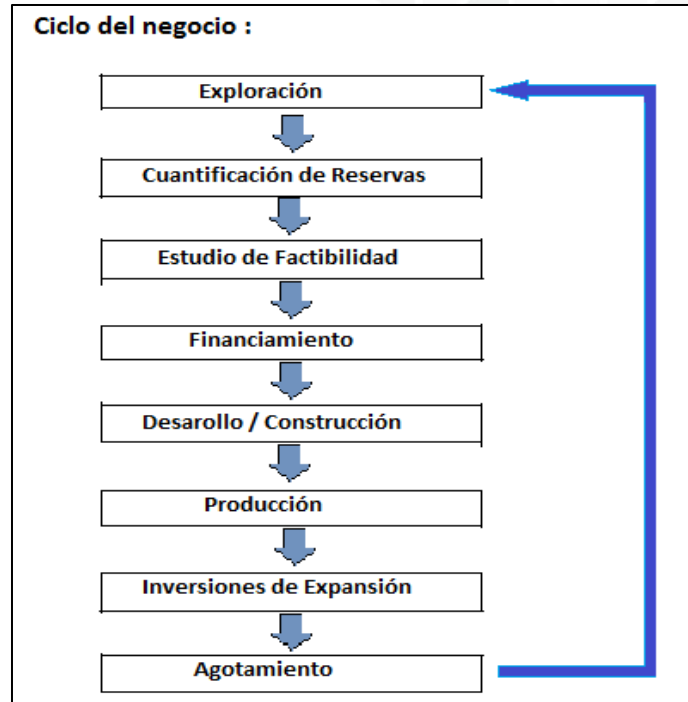 Ciclo del negocio :
Exploración
Cuantificación de Reservas
Estudio de Factibilidad
Financiamiento
Desarollo / Construcción
Producción
Inversiones de Expansión
Agotamiento